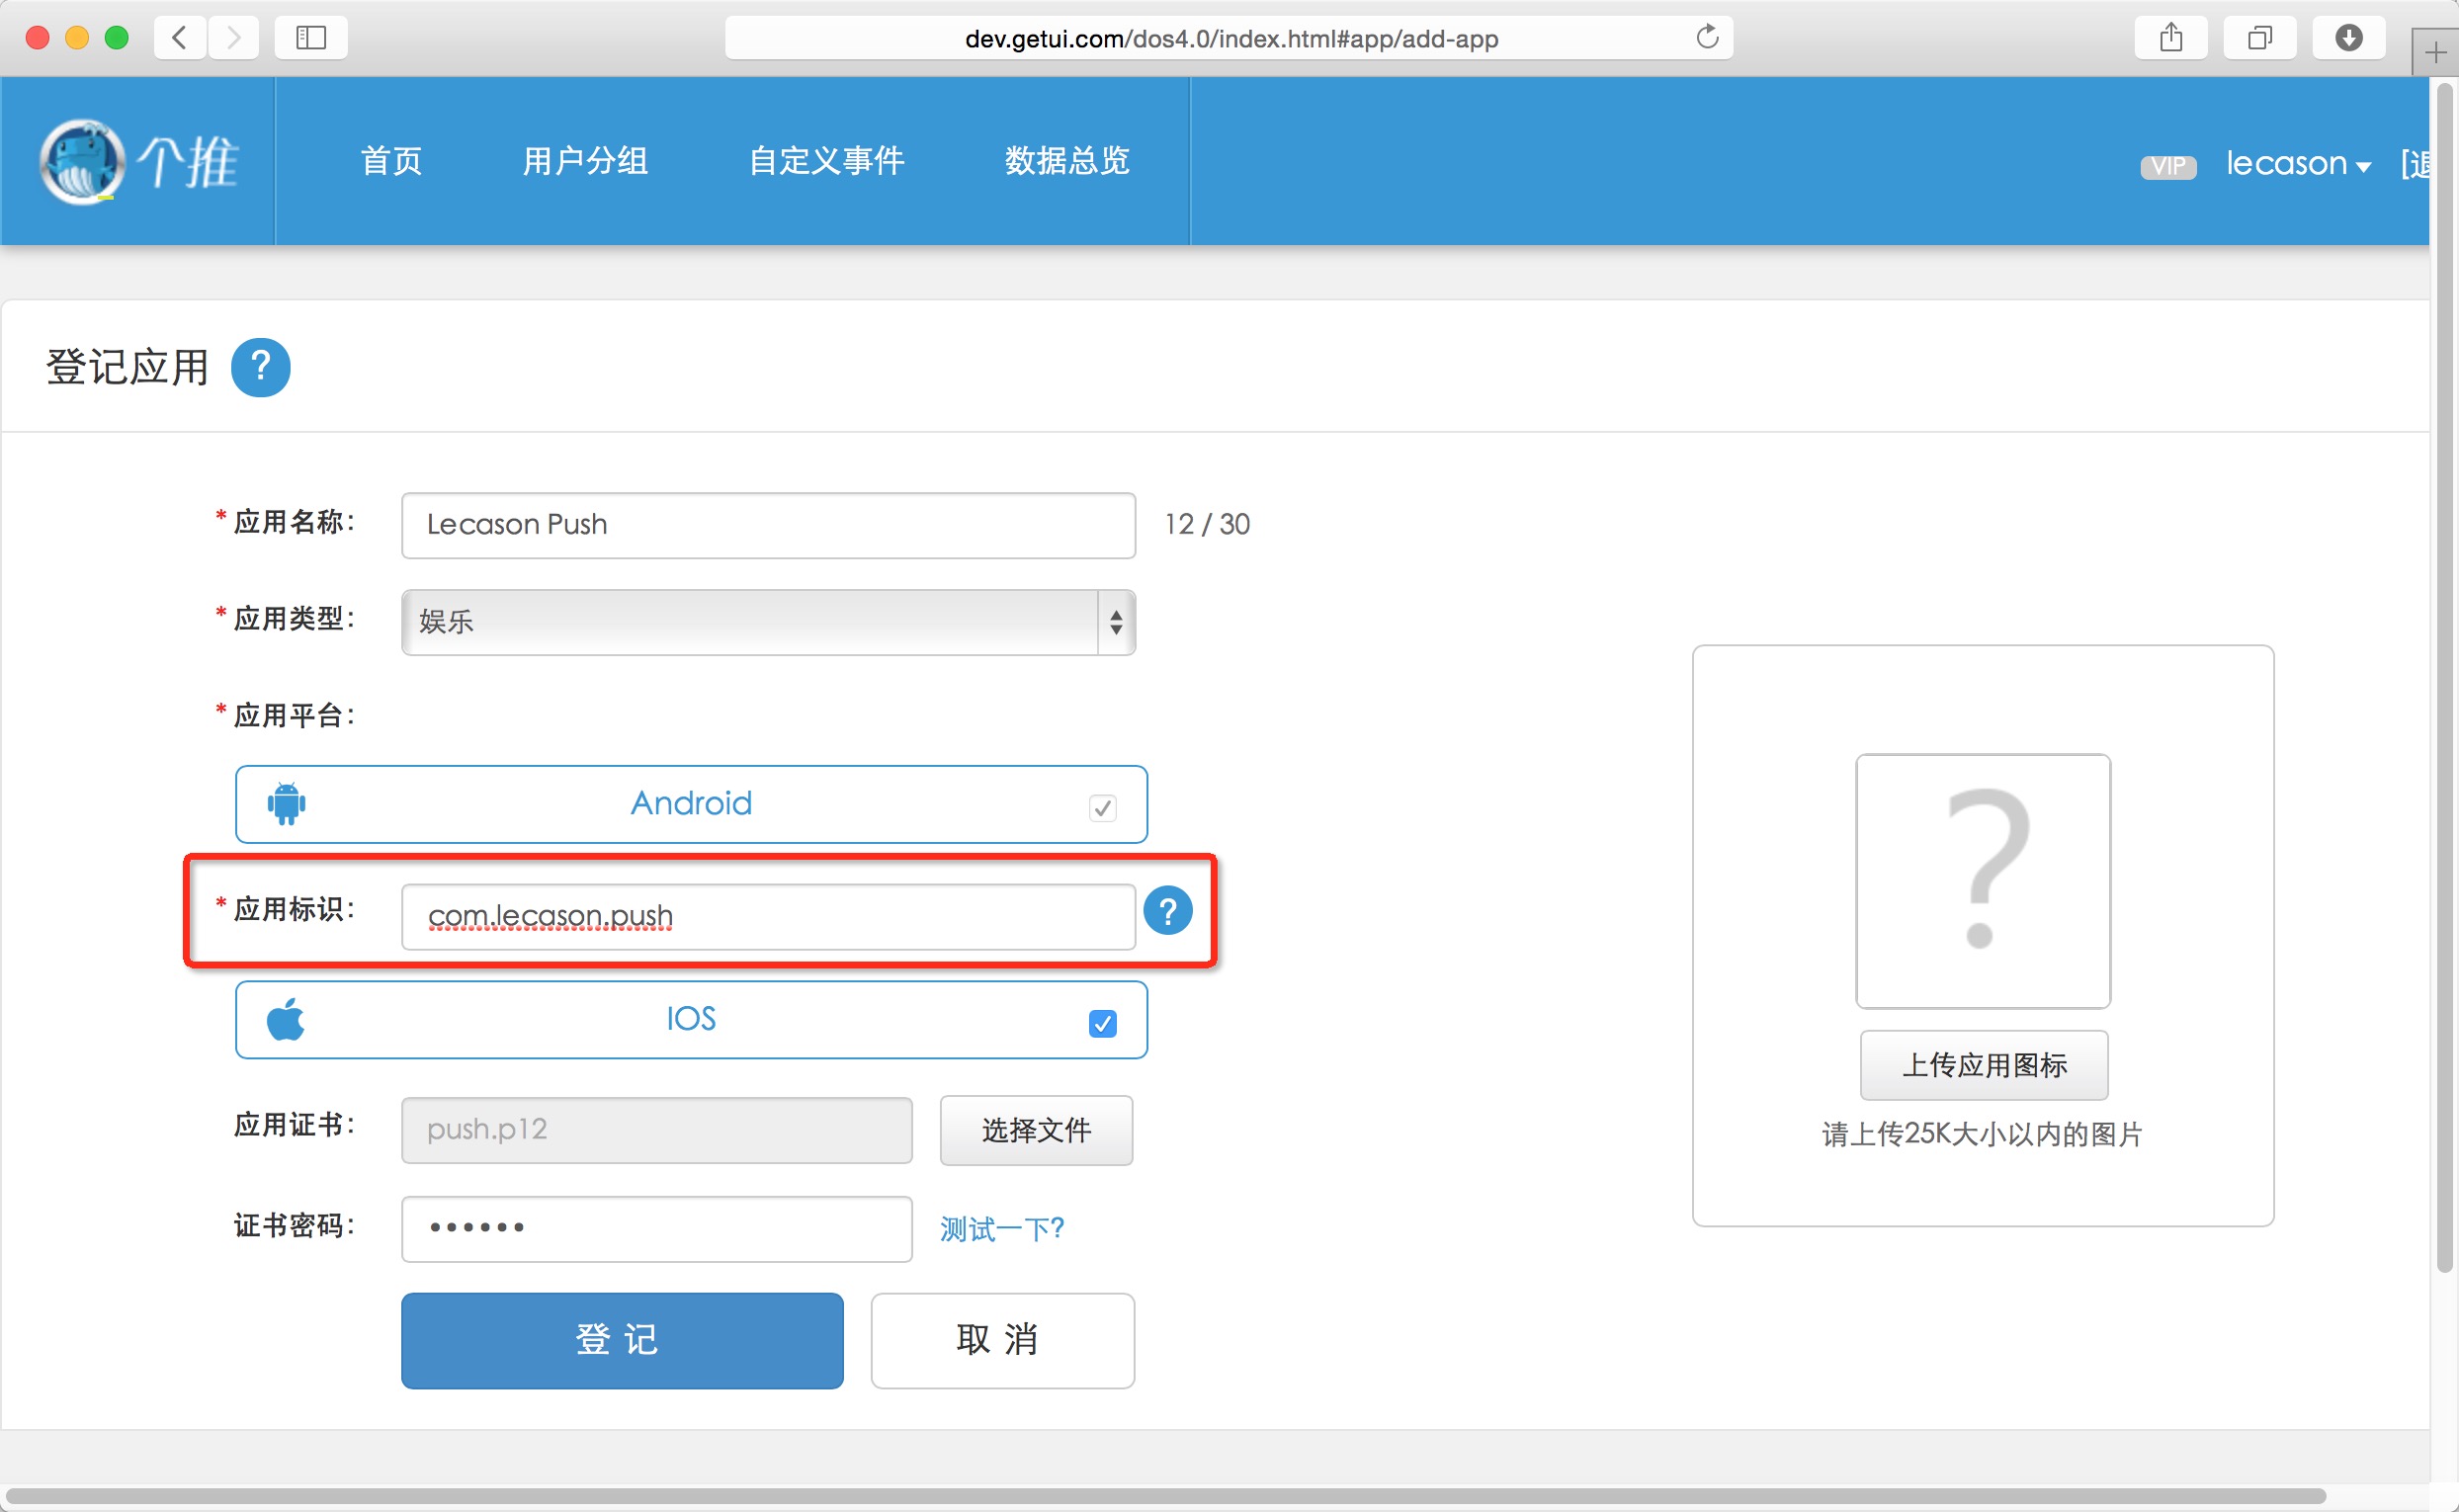 dev.getui.com/dos4.0/index.html#app/add-app
个推
首页 用户分组 自定义事件 数据总览
VIP lecason [退
登记应用 ?
* 应用名称： Lecason Push 12 / 30
* 应用类型： 娱乐
* 应用平台：
Android
* 应用标识： com.lecason.push ?
IOS
应用证书： push.p12 选择文件
证书密码： •••••• 测试一下?
登 记 取 消
?
上传应用图标
请上传25K大小以内的图片